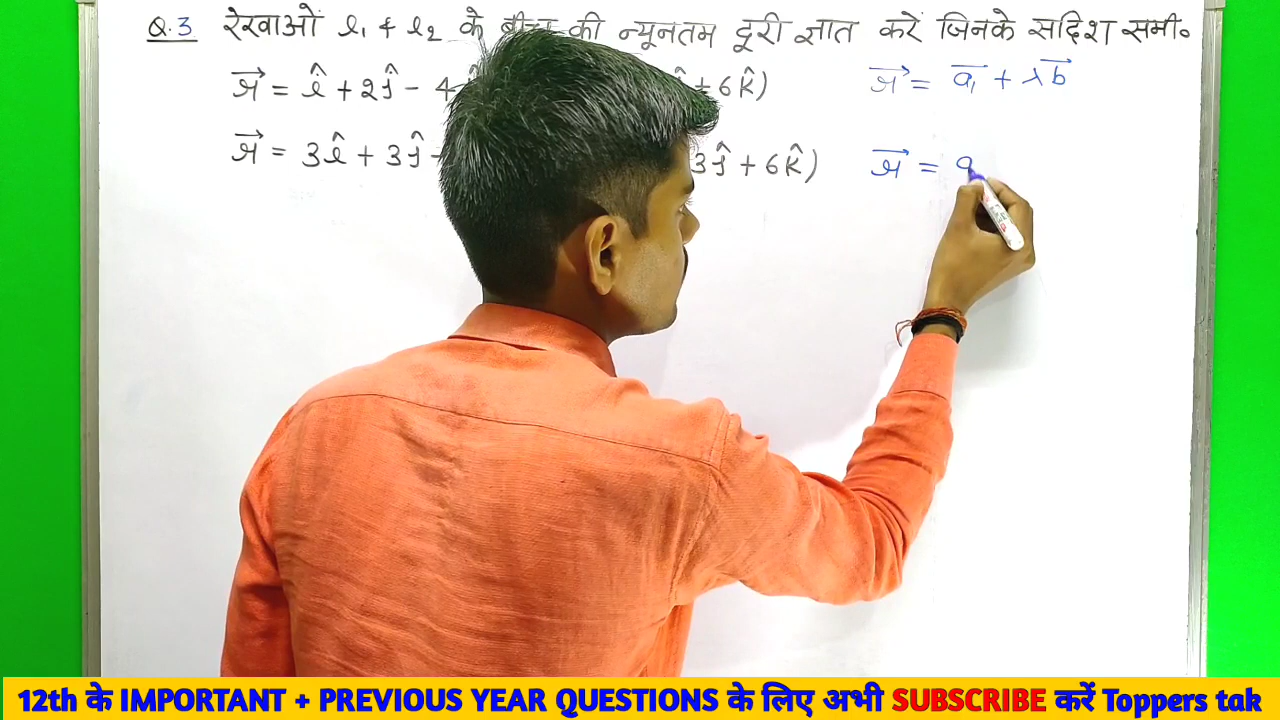 Q.3 रेखाओं l₁ & l₂ के बीच की न्यूनतम दूरी ज्ञात करें जिनके सदिश समी॰
r⃗ = î + 2ĵ - 4 + 6k̂) r⃗ = a⃗₁ + λb⃗
r⃗ = 3î + 3ĵ 3ĵ + 6k̂) r⃗ = a
12th के IMPORTANT + PREVIOUS YEAR QUESTIONS के लिए अभी SUBSCRIBE करें Toppers tak